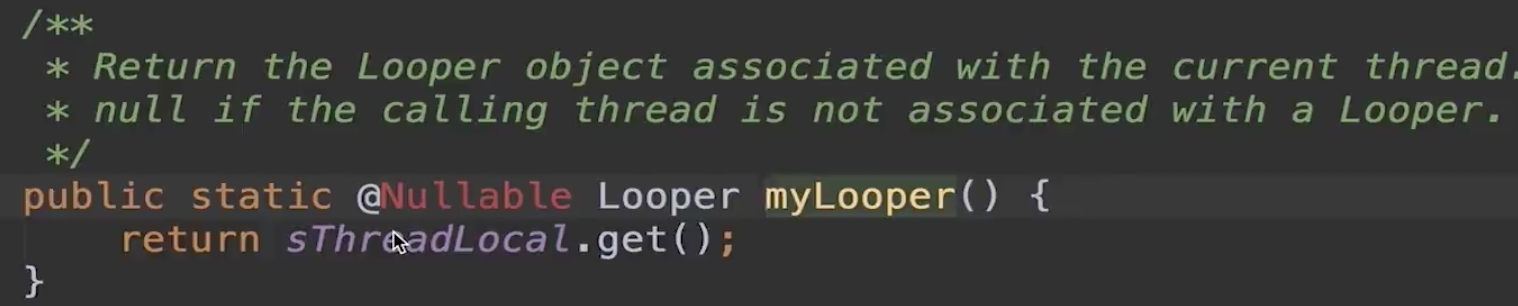 /**
 * Return the Looper object associated with the current thread.
 * null if the calling thread is not associated with a Looper.
 */
public static @Nullable Looper myLooper() {
    return sThreadLocal.get();
}